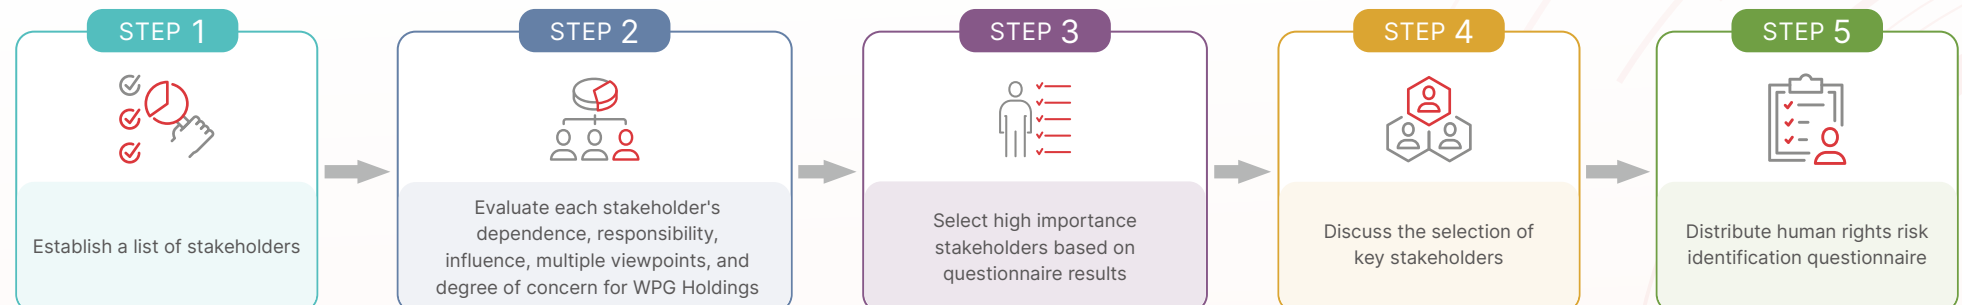 STEP 1
Establish a list of stakeholders
STEP 2
Evaluate each stakeholder's
dependence, responsibility,
influence, multiple viewpoints, and
degree of concern for WPG Holdings
STEP 3
Select high importance
stakeholders based on
questionnaire results
STEP 4
Discuss the selection of
key stakeholders
STEP 5
Distribute human rights risk
identification questionnaire